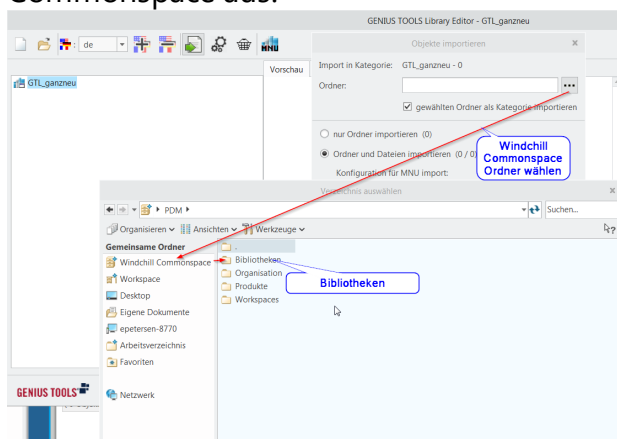 Commonspace aus.
GENIUS TOOLS Library Editor - GTL_ganzneu
de
Objekte importieren
Vorschau
Import in Kategorie: GTL_ganzneu - 0
GTL_ganzneu
Ordner:
gewählten Ordner als Kategorie importieren
nur Ordner importieren (0)
Ordner und Dateien importieren (0 / 0)
Konfiguration für MNU import:
Windchill
Commonspace
Ordner wählen
Verzeichnis auswählen
PDM
Suchen...
Organisieren
Ansichten
Werkzeuge
Gemeinsame Ordner
Windchill Commonspace
Workspace
Desktop
Eigene Dokumente
epetersen-8770
Arbeitsverzeichnis
Favoriten
Netzwerk
.
Bibliotheken
Organisation
Produkte
Workspaces
Bibliotheken
GENIUS TOOLS